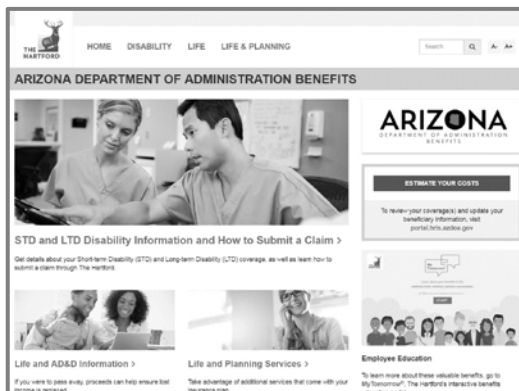 THE
HARTFORD
HOME DISABILITY LIFE LIFE & PLANNING
Search
A- A+
ARIZONA DEPARTMENT OF ADMINISTRATION BENEFITS
ARIZONA
DEPARTMENT OF ADMINISTRATION
BENEFITS
ESTIMATE YOUR COSTS
To review your coverage(s) and update your
beneficiary information, visit
portal.hris.azdoa.gov
STD and LTD Disability Information and How to Submit a Claim >
Get details about your Short-term Disability (STD) and Long-term Disability (LTD) coverage, as well as learn how to
submit a claim through The Hartford.
Life and AD&D Information >
If you were to pass away, proceeds can help ensure lost
income is replaced
Life and Planning Services >
Take advantage of additional services that come with your
insurance plan
Employee Education
To learn more about these valuable benefits, go to
MyTomorrow®, The Hartford's interactive benefits